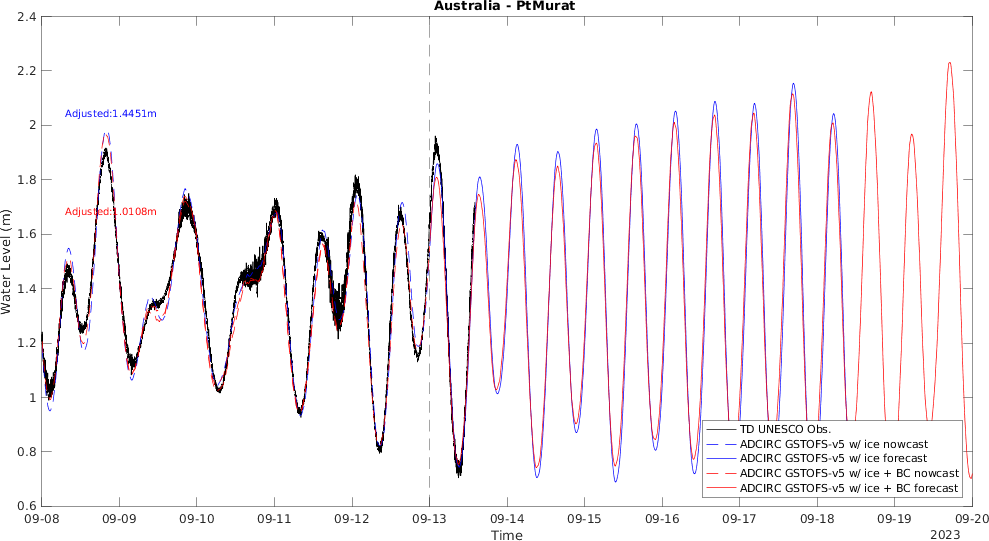 Australia - PtMurat
2.4
2.2
2
1.8
1.6
1.4
1.2
1
0.8
0.6
Water Level (m)
Adjusted:1.4451m
Adjusted:1.0108m
TD UNESCO Obs.
ADCIRC GSTOFS-v5 w/ ice nowcast
ADCIRC GSTOFS-v5 w/ ice forecast
ADCIRC GSTOFS-v5 w/ ice + BC nowcast
ADCIRC GSTOFS-v5 w/ ice + BC forecast
09-08 09-09 09-10 09-11 09-12 09-13 09-14 09-15 09-16 09-17 09-18 09-19 09-20
Time
2023